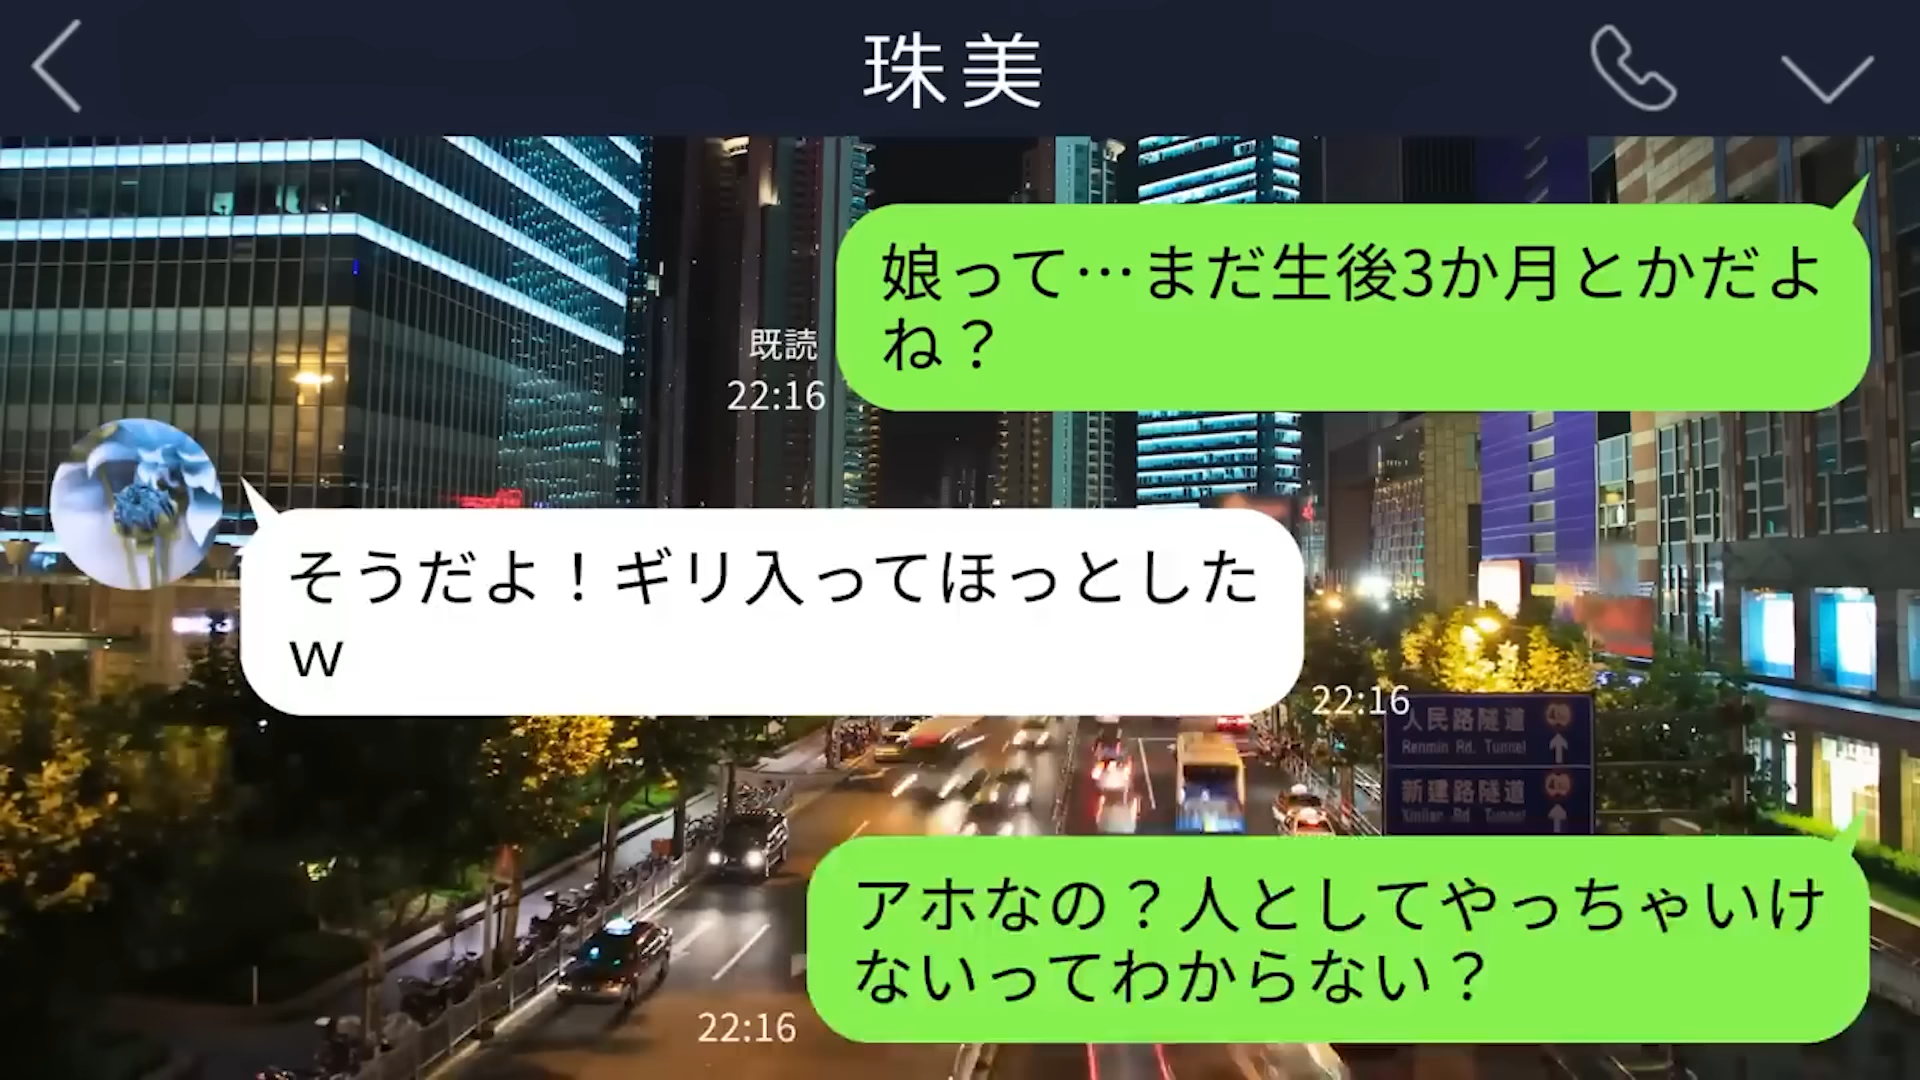 珠美
娘って…まだ生後3か月とかだよ
ね？
既読
22:16
そうだよ！ギリ入ってほっとした
w
22:16
人民路隧道
Renmin Rd. Tunnel
新建路隧道
Xinjian Rd Tunnel
アホなの？人としてやっちゃいけ
ないってわからない？
22:16